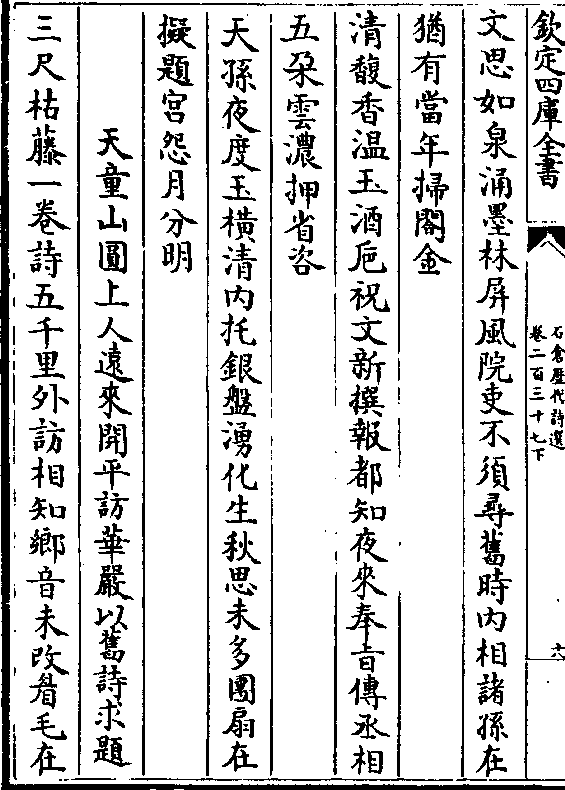 欽定四庫全書
石倉歷代詩選
卷二百三十七下
十六
文思如泉涌墨林屏風院吏不須尋舊時内相諸孫在
猶有當年掃閣金
清馥香温玉酒巵祝文新撰報都知夜來奉㫖傳丞相
五朶雲濃押省咨
天孫夜度玉橫清内托銀盤湧化生秋思未多團扇在
擬題宫怨月分明
天童山圓上人遠來開平訪華嚴以舊詩求題
三尺枯藤一卷詩五千里外訪相知鄉音未改眉毛在